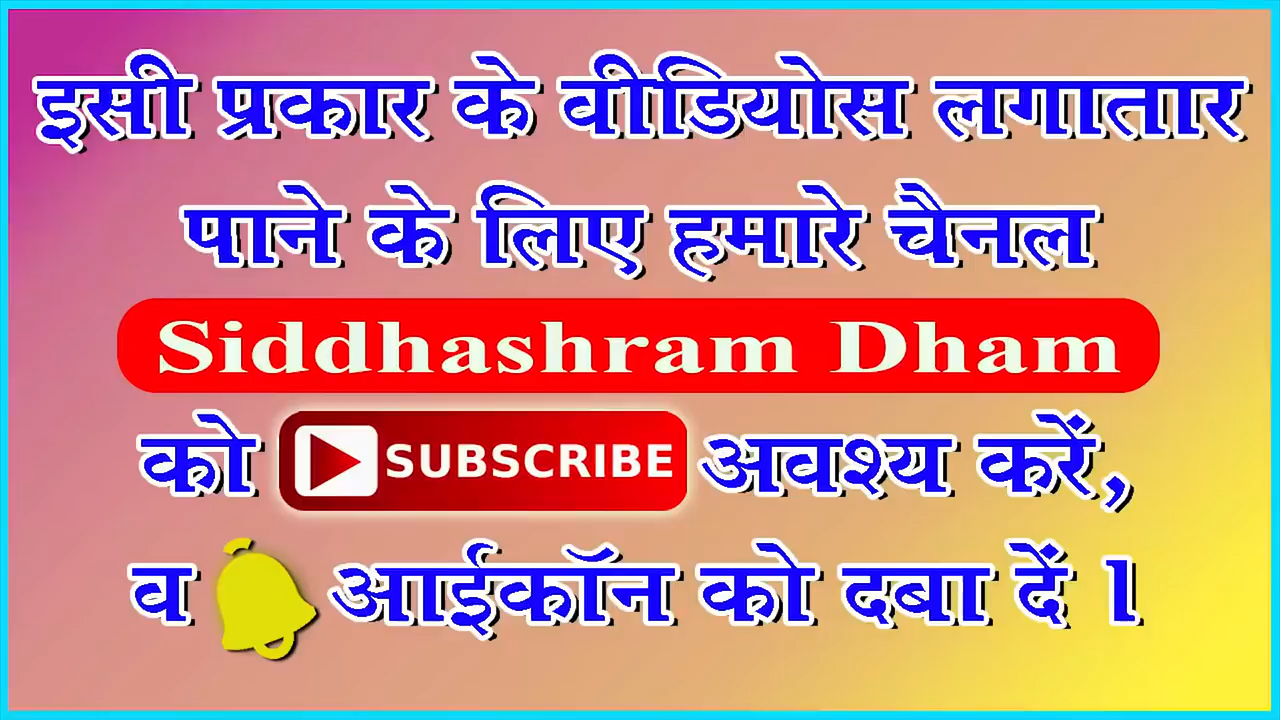 इसी प्रकार के वीडियोस लगातार
पाने के लिए हमारे चैनल
Siddhashram Dham
को SUBSCRIBE अवश्य करें,
व आईकॉन को दबा दें ।